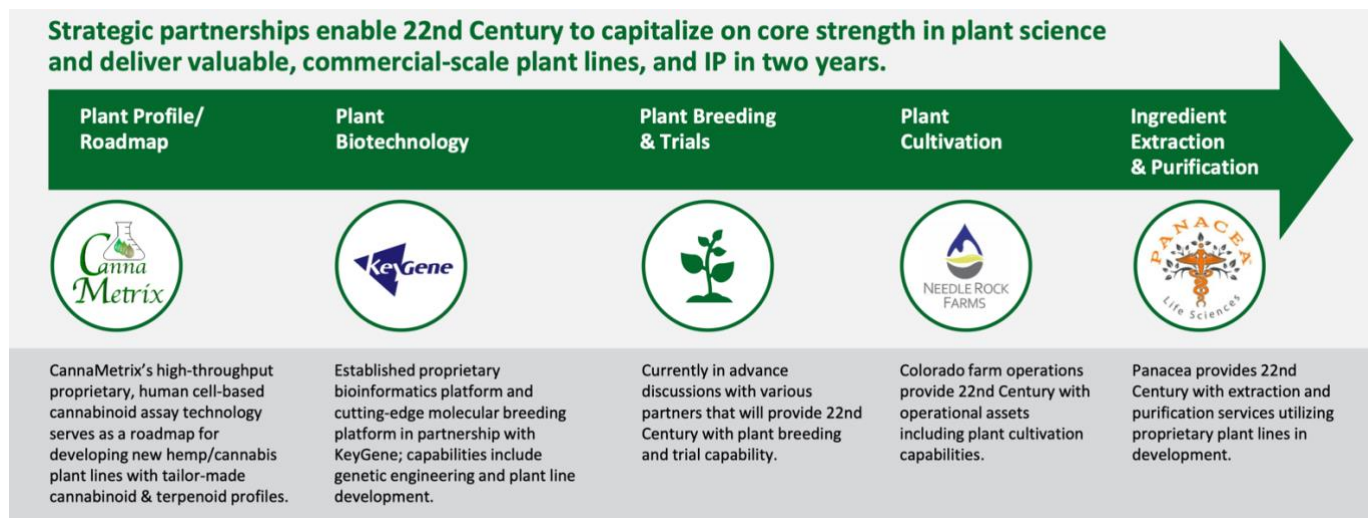 Strategic partnerships enable 22nd Century to capitalize on core strength in plant science
and deliver valuable, commercial-scale plant lines, and IP in two years.
Plant Profile/
Roadmap
Plant
Biotechnology
Plant Breeding
& Trials
Plant
Cultivation
Ingredient
Extraction
& Purification
Canna
Metrix
KeyGene
NEEDLE ROCK
FARMS
PANACEA
Life Sciences
CannaMetrix's high-throughput
proprietary, human cell-based
cannabinoid assay technology
serves as a roadmap for
developing new hemp/cannabis
plant lines with tailor-made
cannabinoid & terpenoid profiles.
Established proprietary
bioinformatics platform and
cutting-edge molecular breeding
platform in partnership with
KeyGene; capabilities include
genetic engineering and plant line
development.
Currently in advance
discussions with various
partners that will provide 22nd
Century with plant breeding
and trial capability.
Colorado farm operations
provide 22nd Century with
operational assets
including plant cultivation
capabilities.
Panacea provides 22nd
Century with extraction and
purification services utilizing
proprietary plant lines in
development.